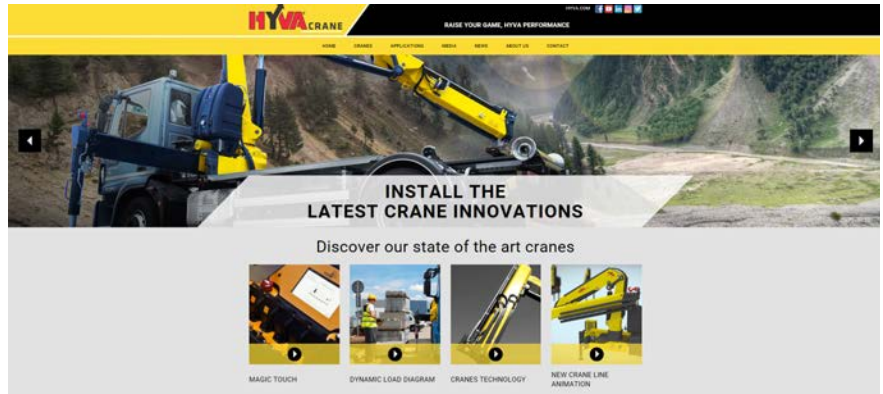 HYVA.COM
HYVA CRANE
RAISE YOUR GAME, HYVA PERFORMANCE
HOME CRANES APPLICATIONS MEDIA NEWS ABOUT US CONTACT
INSTALL THE
LATEST CRANE INNOVATIONS
Discover our state of the art cranes
MAGIC TOUCH
DYNAMIC LOAD DIAGRAM
CRANES TECHNOLOGY
NEW CRANE LINE
ANIMATION